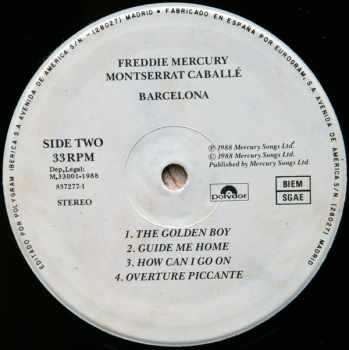 EDITADO POR POLYGRAM IBERICA S.A. AVENIDA DE AMERICA S/N - (28027) MADRID • FABRICADO EN ESPAÑA POR EUROGRAM, S.A. AVENIDA DE AMERICA S/N - (28027) MADRID
FREDDIE MERCURY
MONTSERRAT CABALLÉ
BARCELONA
SIDE TWO
33 RPM
Dep. Legal:
M.33001-1988
837277-1
STEREO
Ⓟ 1988 Mercury Songs Ltd.
© 1988 Mercury Songs Ltd.
Published by Mercury Songs Ltd.
polydor
BIEM
SGAE
1. THE GOLDEN BOY
2. GUIDE ME HOME
3. HOW CAN I GO ON
4. OVERTURE PICCANTE